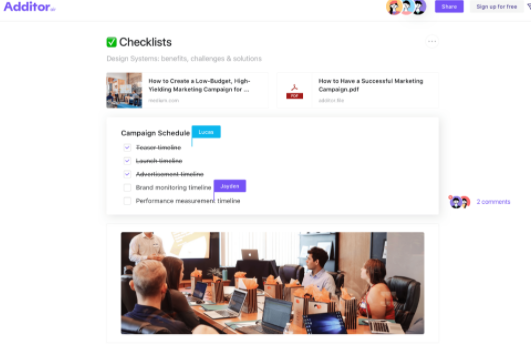 Additor
Share
Sign up for free
Checklists
Design Systems: benefits, challenges & solutions
How to Create a Low-Budget, High-
Yielding Marketing Campaign for ...
medium.com
PDF
How to Have a Successful Marketing
Campaign.pdf
additor file
Campaign Schedule
Lucas
Teaser timeline
Launch timeline
Advertisement timeline
Brand monitoring timeline
Jayden
Performance measurement timeline
2 comments